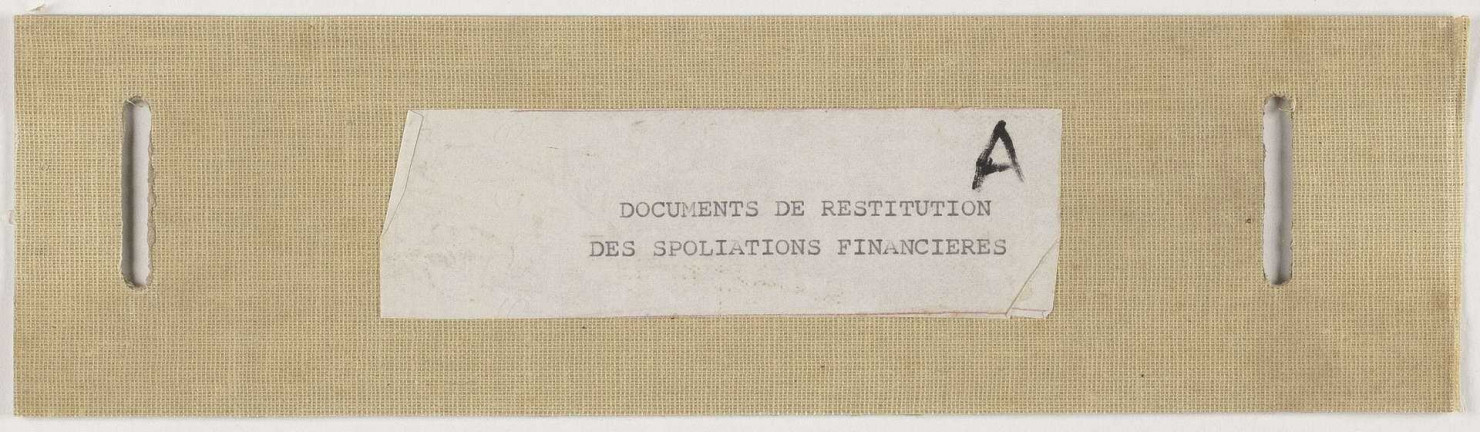 A
DOCUMENTS DE RESTITUTION
DES SPOLIATIONS FINANCIERES